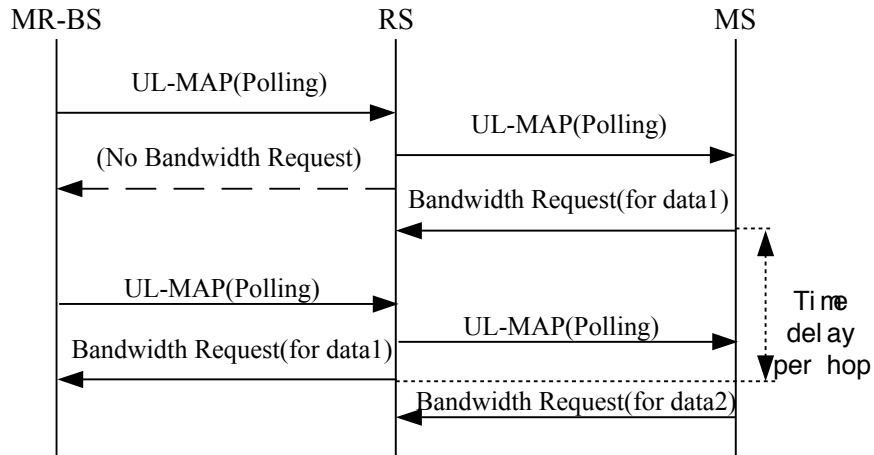 MR-BS RS MS
UL-MAP(Polling)
UL-MAP(Polling)
(No Bandwidth Request)
Bandwidth Request(for data1)
UL-MAP(Polling)
UL-MAP(Polling)
Bandwidth Request(for data1)
Bandwidth Request(for data2)
Time
delay
per hop